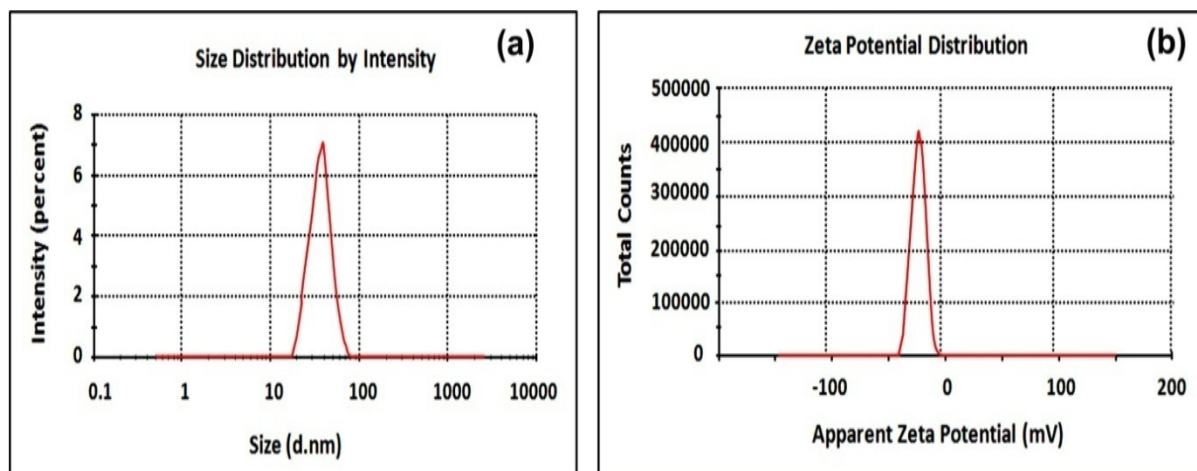 (a)
Size Distribution by Intensity
Intensity (percent)
8
6
4
2
0
0.1 1 10 100 1000 10000
Size (d.nm)
(b)
Zeta Potential Distribution
Total Counts
500000
400000
300000
200000
100000
0
-100 0 100 200
Apparent Zeta Potential (mV)